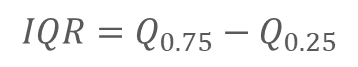 IQR = Q₀.₇₅ − Q₀.₂₅